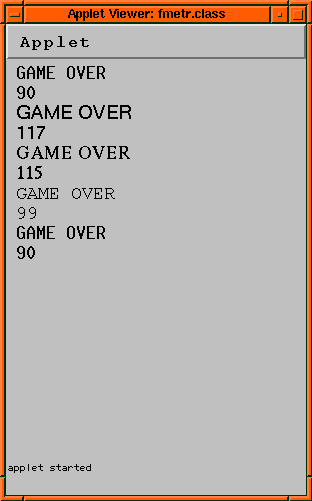 Applet Viewer: fmetr.class
Applet
GAME OVER
90
GAME OVER
117
GAME OVER
115
GAME OVER
99
GAME OVER
90
applet started